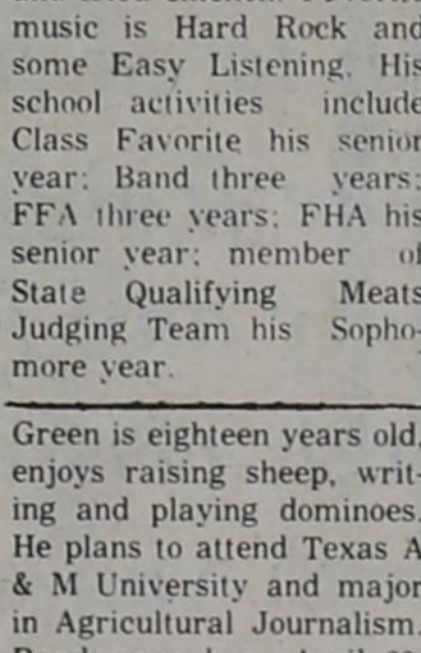 music is Hard Rock and
some Easy Listening. His
school activities include
Class Favorite his senior
year; Band three years;
FFA three years; FHA his
senior year; member of
State Qualifying Meats
Judging Team his Sopho-
more year.
Green is eighteen years old,
enjoys raising sheep, writ-
ing and playing dominoes.
He plans to attend Texas A
& M University and major
in Agricultural Journalism.